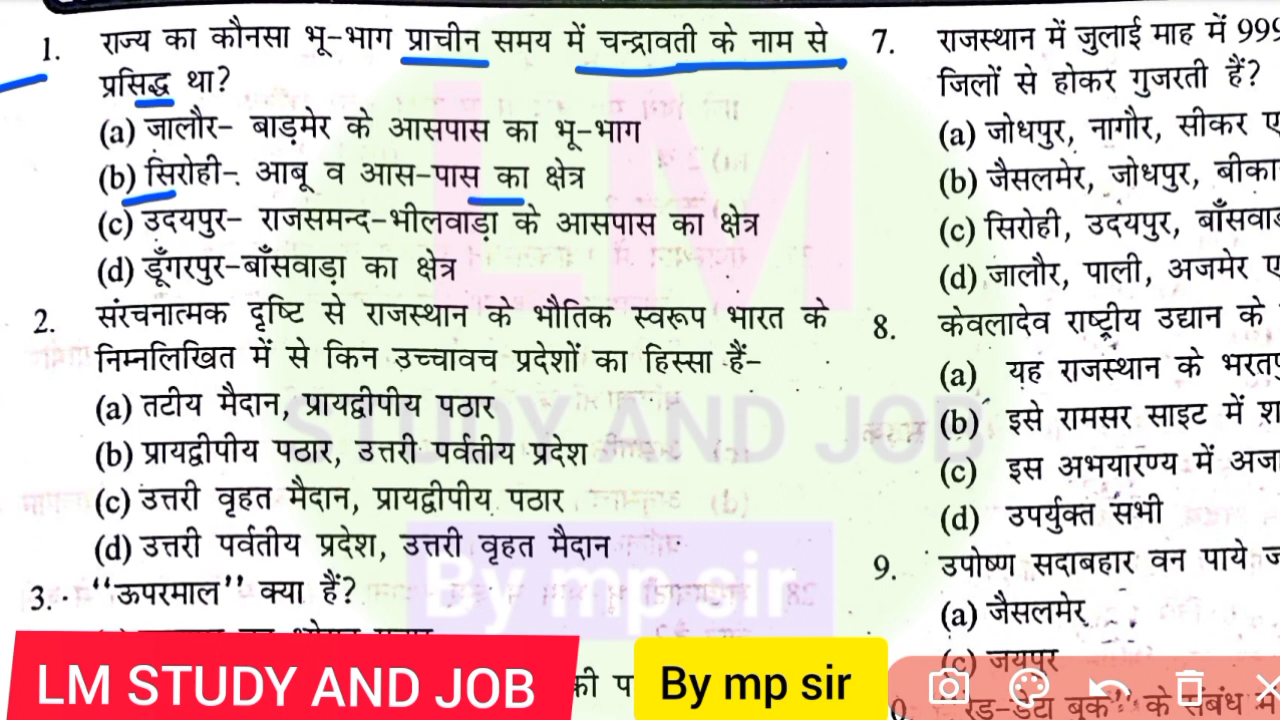 1. राज्य का कौनसा भू-भाग प्राचीन समय में चन्द्रावती के नाम से
प्रसिद्ध था?
(a) जालौर- बाड़मेर के आसपास का भू-भाग
(b) सिरोही- आबू व आस-पास का क्षेत्र
(c) उदयपुर- राजसमन्द-भीलवाड़ा के आसपास का क्षेत्र
(d) डूँगरपुर-बाँसवाड़ा का क्षेत्र
2. संरचनात्मक दृष्टि से राजस्थान के भौतिक स्वरूप भारत के
निम्नलिखित में से किन उच्चावच प्रदेशों का हिस्सा हैं-
(a) तटीय मैदान, प्रायद्वीपीय पठार
(b) प्रायद्वीपीय पठार, उत्तरी पर्वतीय प्रदेश
(c) उत्तरी वृहत मैदान, प्रायद्वीपीय पठार
(d) उत्तरी पर्वतीय प्रदेश, उत्तरी वृहत मैदान
3. "ऊपरमाल" क्या हैं?
7. राजस्थान में जुलाई माह में 999
जिलों से होकर गुजरती हैं?
(a) जोधपुर, नागौर, सीकर
(b) जैसलमेर, जोधपुर,
(c) सिरोही, उदयपुर,
(d) जालौर, पाली, अजमेर
8. केवलादेव राष्ट्रीय उद्यान के
(a) यह राजस्थान के
(b) इसे रामसर साइट में
(c) इस अभयारण्य में
(d) उपर्युक्त सभी
9. उपोष्ण सदाबहार वन पाये
(a) जैसलमेर
(c) जयपुर
"रेड-डेटा बुक" के संबंध में
LM
STUDY AND JOB
By mp sir
LM STUDY AND JOB
By mp sir